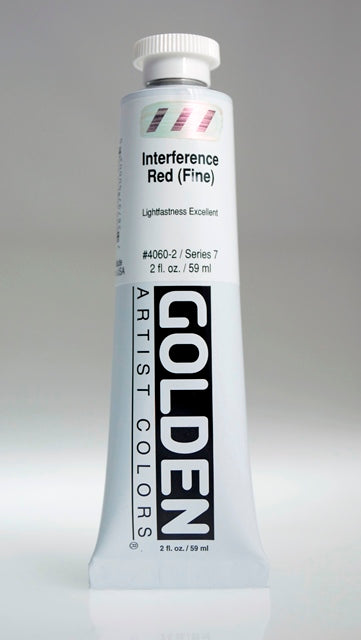 Interference
Red (Fine)
Lightfastness Excellent
#4060-2 / Series 7
2 fl. oz. / 59 ml
GOLDEN
ARTIST COLORS®
2 fl. oz. / 59 ml